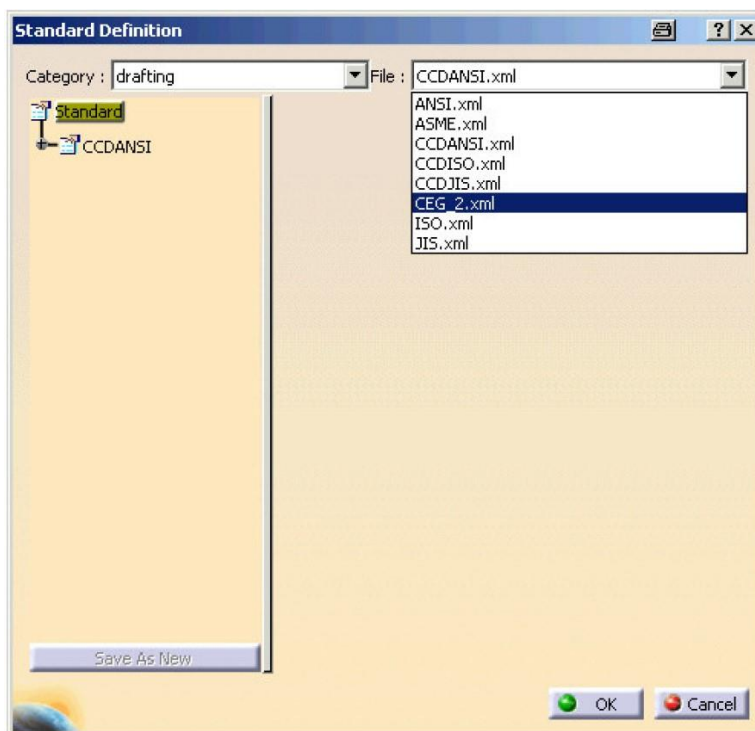 Standard Definition
Category : drafting File : CCDANSI.xml
Standard
CCDANSI
ANSI.xml
ASME.xml
CCDANSI.xml
CCDISO.xml
CCDJIS.xml
CEG_2.xml
ISO.xml
JIS.xml
Save As New
OK Cancel